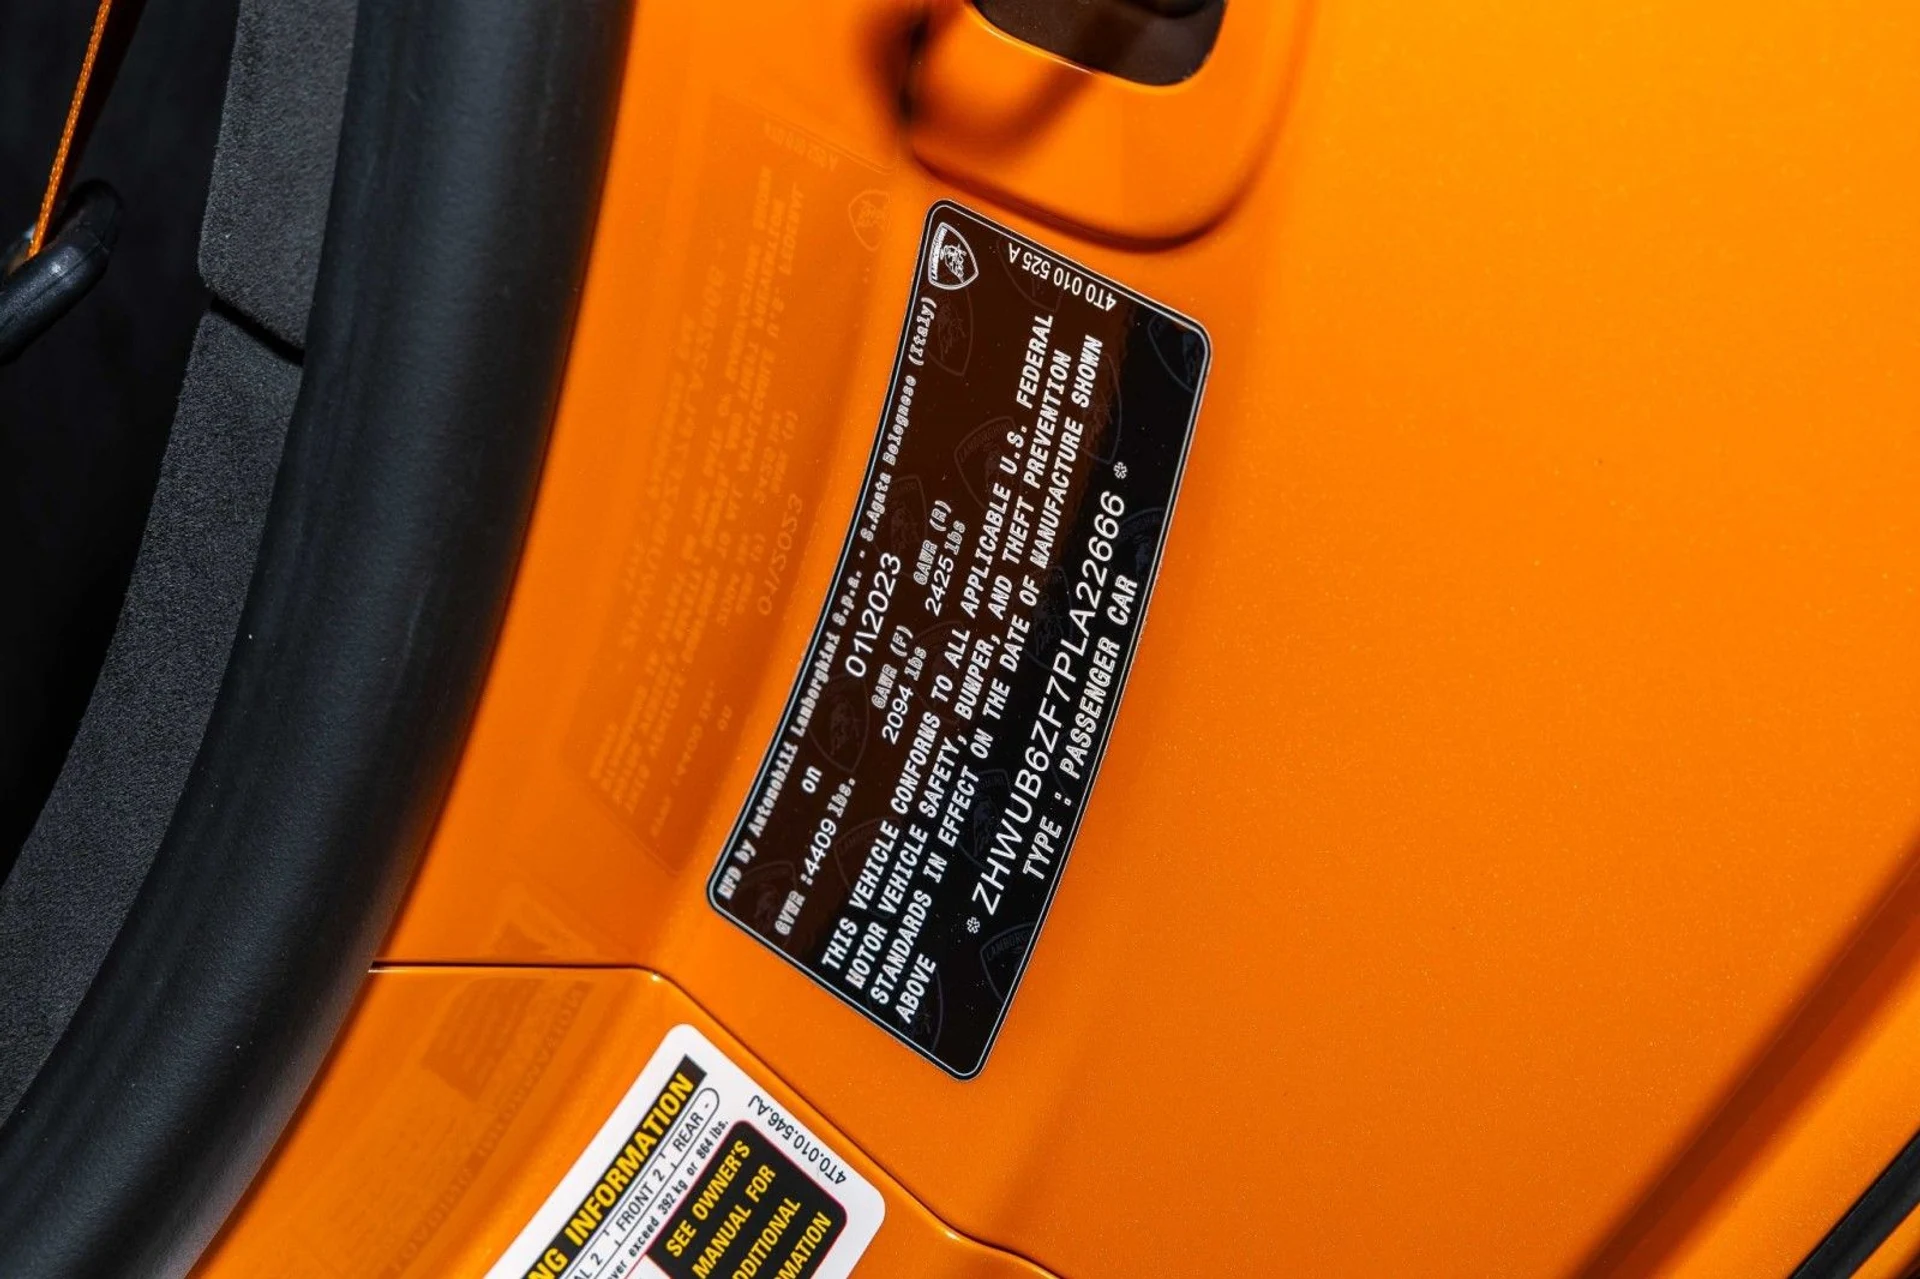 4T0 010 525 A
MFD by Automobili Lamborghini S.p.a. - S.Agata Bolognese (Italy)
on 01\2023
GAWR (F) GAWR (R)
GVWR :4409 lbs. 2094 lbs 2425 lbs
THIS VEHICLE CONFORMS TO ALL APPLICABLE U.S. FEDERAL
MOTOR VEHICLE SAFETY, BUMPER, AND THEFT PREVENTION
STANDARDS IN EFFECT ON THE DATE OF MANUFACTURE SHOWN
ABOVE
* ZHWUB6ZF7PLA22666 *
TYPE : PASSENGER CAR
4T0.010.546.AJ
NG INFORMATION
AL 2 FRONT 2 REAR -
exceed 392 kg or 864 lbs.
SEE OWNER'S
MANUAL FOR
DDITIONAL
RMATION